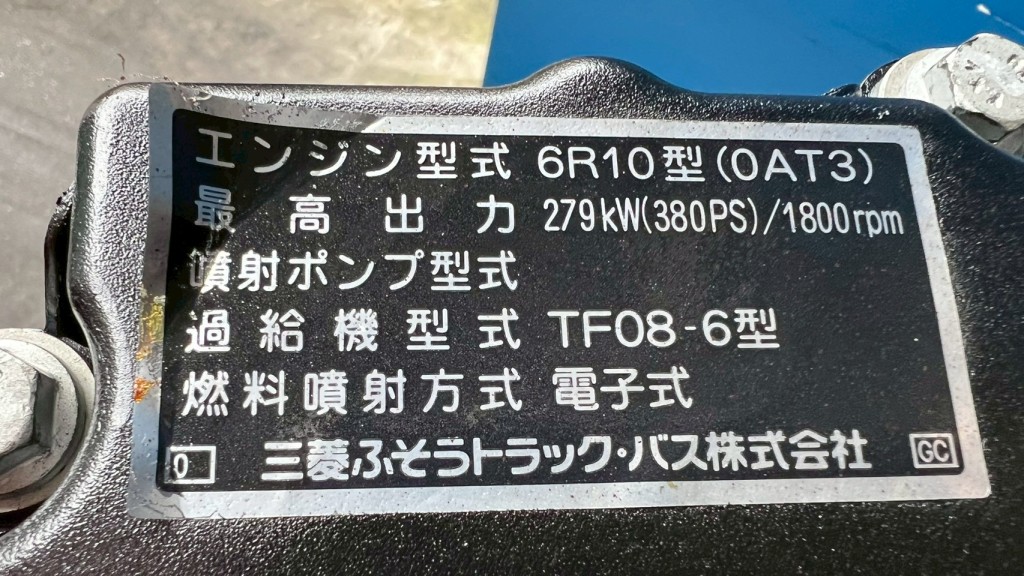 エンジン型式 6R10型(0AT3)
最高出力 279kW(380PS)/1800rpm
噴射ポンプ型式
過給機型式 TF08-6型
燃料噴射方式 電子式
0 三菱ふそうトラック・バス株式会社 GC